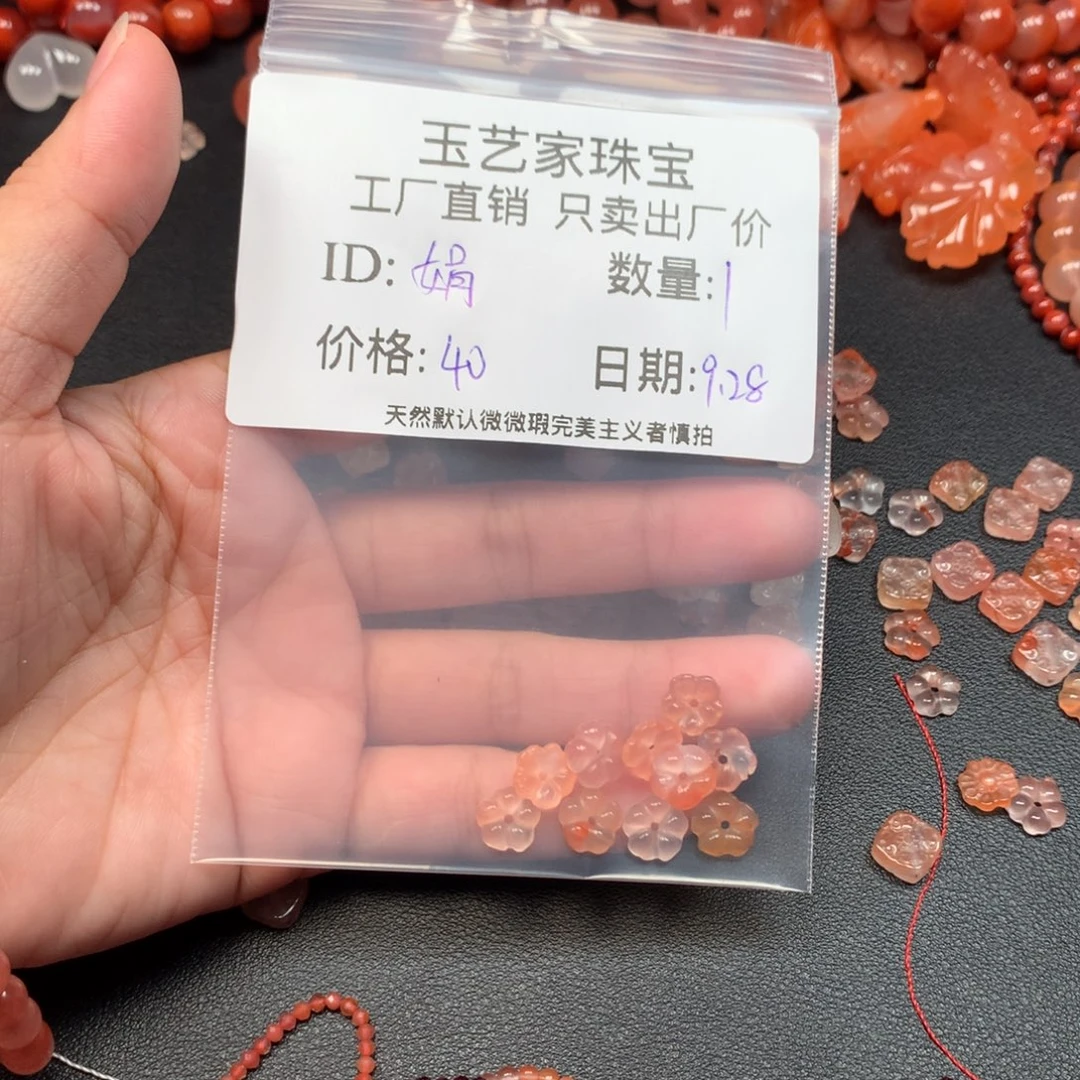 玉艺家珠宝
工厂直销 只卖出厂价
ID: 娟 数量: 1
价格: 40 日期: 9.28
天然默认微微瑕完美主义者慎拍